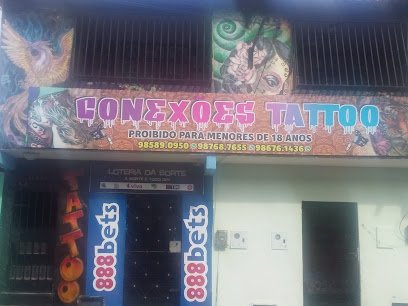 CONEXOES TATTOO
PROIBIDO PARA MENORES DE 18 ANOS
98589.0950 98768.7655 98676.1436
LOTERIA DA SORTE
viva
888bets
888bets
TATTOO